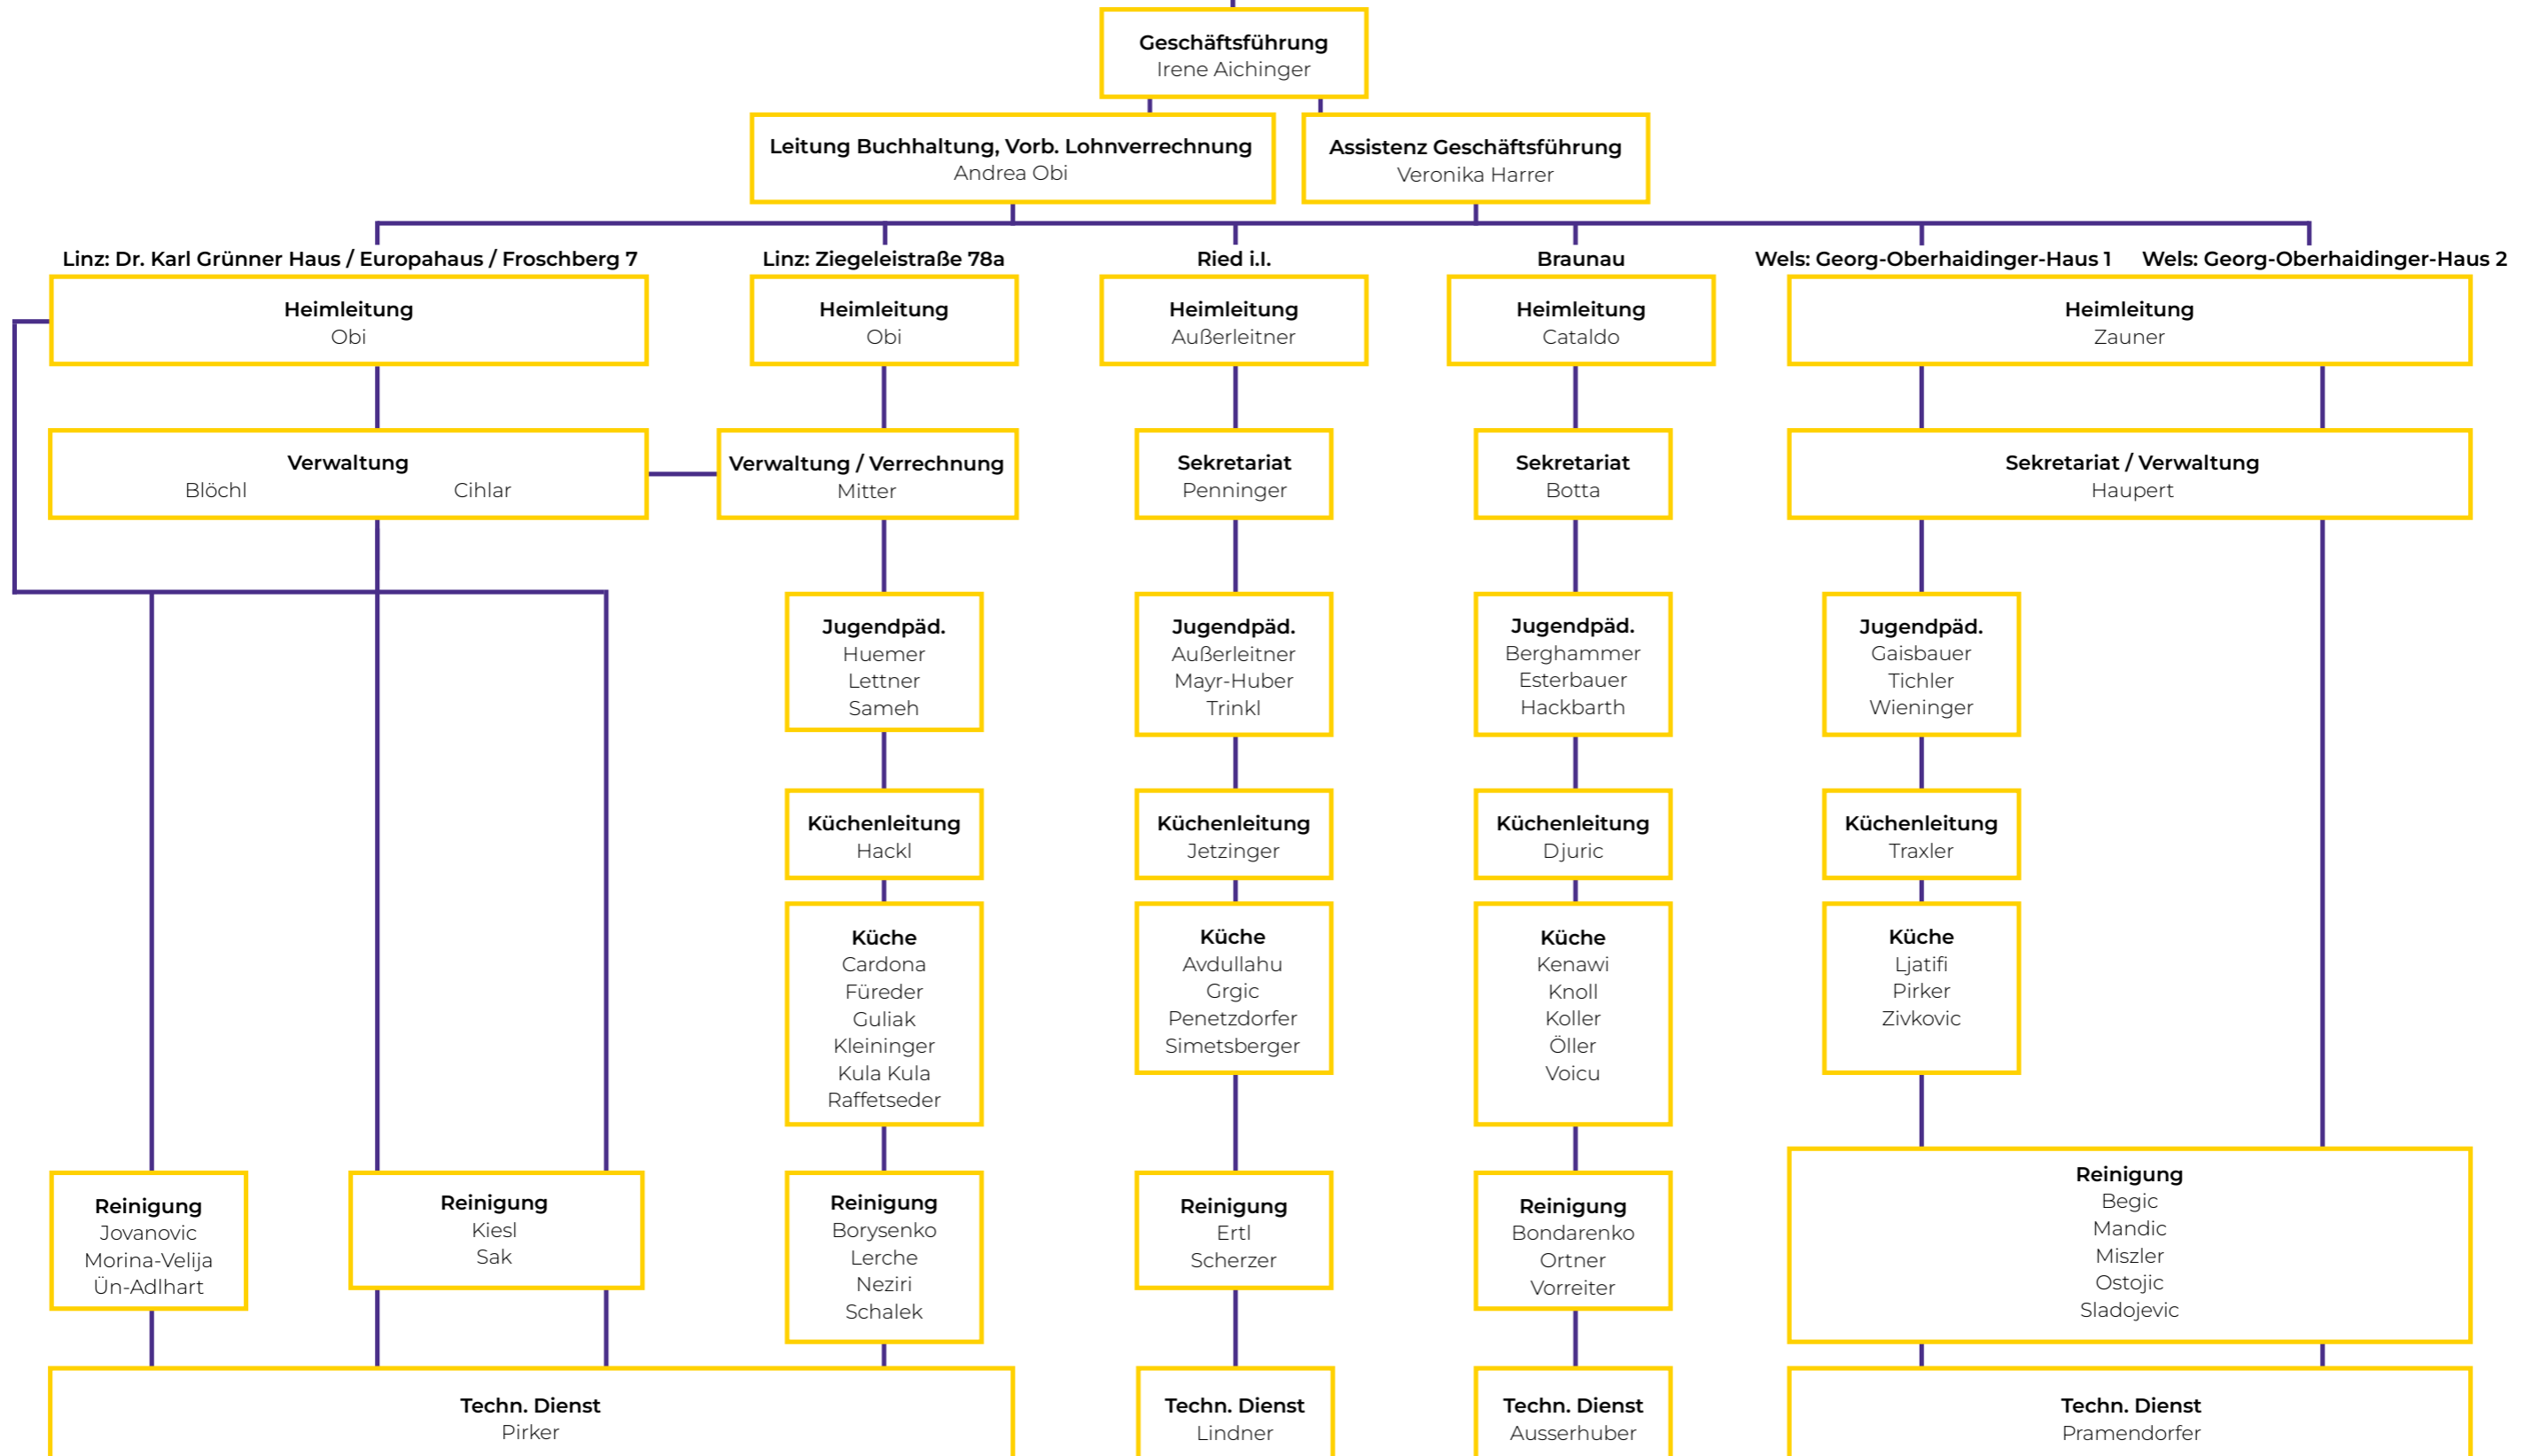 Geschäftsführung
Irene Aichinger
Leitung Buchhaltung, Vorb. Lohnverrechnung
Andrea Obi
Assistenz Geschäftsführung
Veronika Harrer
Linz: Dr. Karl Grünner Haus / Europahaus / Froschberg 7
Heimleitung
Obi
Verwaltung
Blöchl Cihlar
Reinigung
Jovanovic
Morina-Velija
Ün-Adlhart
Reinigung
Kiesl
Sak
Linz: Ziegeleistraße 78a
Heimleitung
Obi
Verwaltung / Verrechnung
Mitter
Jugendpäd.
Huemer
Lettner
Sameh
Küchenleitung
Hackl
Küche
Cardona
Füreder
Guliak
Kleininger
Kula Kula
Raffetseder
Reinigung
Borysenko
Lerche
Neziri
Schalek
Techn. Dienst
Pirker
Ried i.I.
Heimleitung
Außerleitner
Sekretariat
Penninger
Jugendpäd.
Außerleitner
Mayr-Huber
Trinkl
Küchenleitung
Jetzinger
Küche
Avdullahu
Grgic
Penetzdorfer
Simetsberger
Reinigung
Ertl
Scherzer
Techn. Dienst
Lindner
Braunau
Heimleitung
Cataldo
Sekretariat
Botta
Jugendpäd.
Berghammer
Esterbauer
Hackbarth
Küchenleitung
Djuric
Küche
Kenawi
Knoll
Koller
Öller
Voicu
Reinigung
Bondarenko
Ortner
Vorreiter
Techn. Dienst
Ausserhuber
Wels: Georg-Oberhaidinger-Haus 1 Wels: Georg-Oberhaidinger-Haus 2
Heimleitung
Zauner
Sekretariat / Verwaltung
Haupert
Jugendpäd.
Gaisbauer
Tichler
Wieninger
Küchenleitung
Traxler
Küche
Ljatifi
Pirker
Zivkovic
Reinigung
Begic
Mandic
Miszler
Ostojic
Sladojevic
Techn. Dienst
Pramendorfer